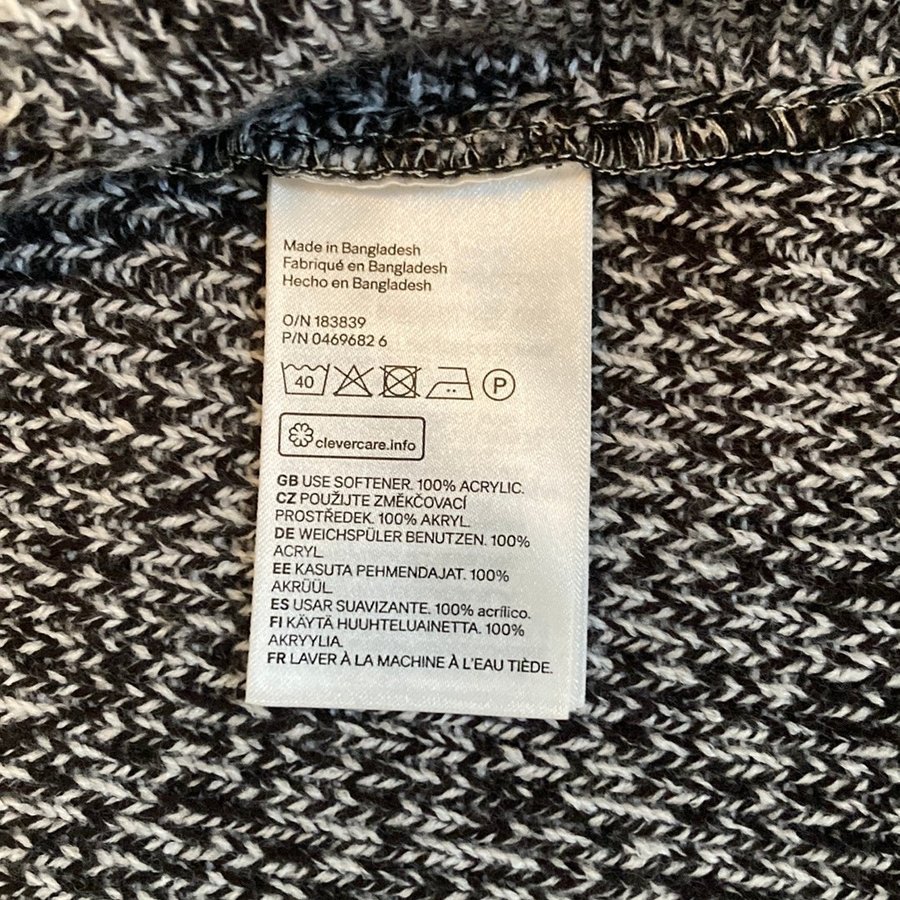 Made in Bangladesh
Fabriqué en Bangladesh
Hecho en Bangladesh
O/N 183839
P/N 0469682 6
40 P
clevercare.info
GB USE SOFTENER. 100% ACRYLIC.
CZ POUŽIJTE ZMĚKČOVACÍ
PROSTŘEDEK. 100% AKRYL.
DE WEICHSPÜLER BENUTZEN. 100%
ACRYL.
EE KASUTA PEHMENDAJAT. 100%
AKRÜÜL.
ES USAR SUAVIZANTE. 100% acrílico.
FI KÄYTÄ HUUHTELUAINETTA. 100%
AKRYYLIA.
FR LAVER À LA MACHINE À L'EAU TIÈDE.